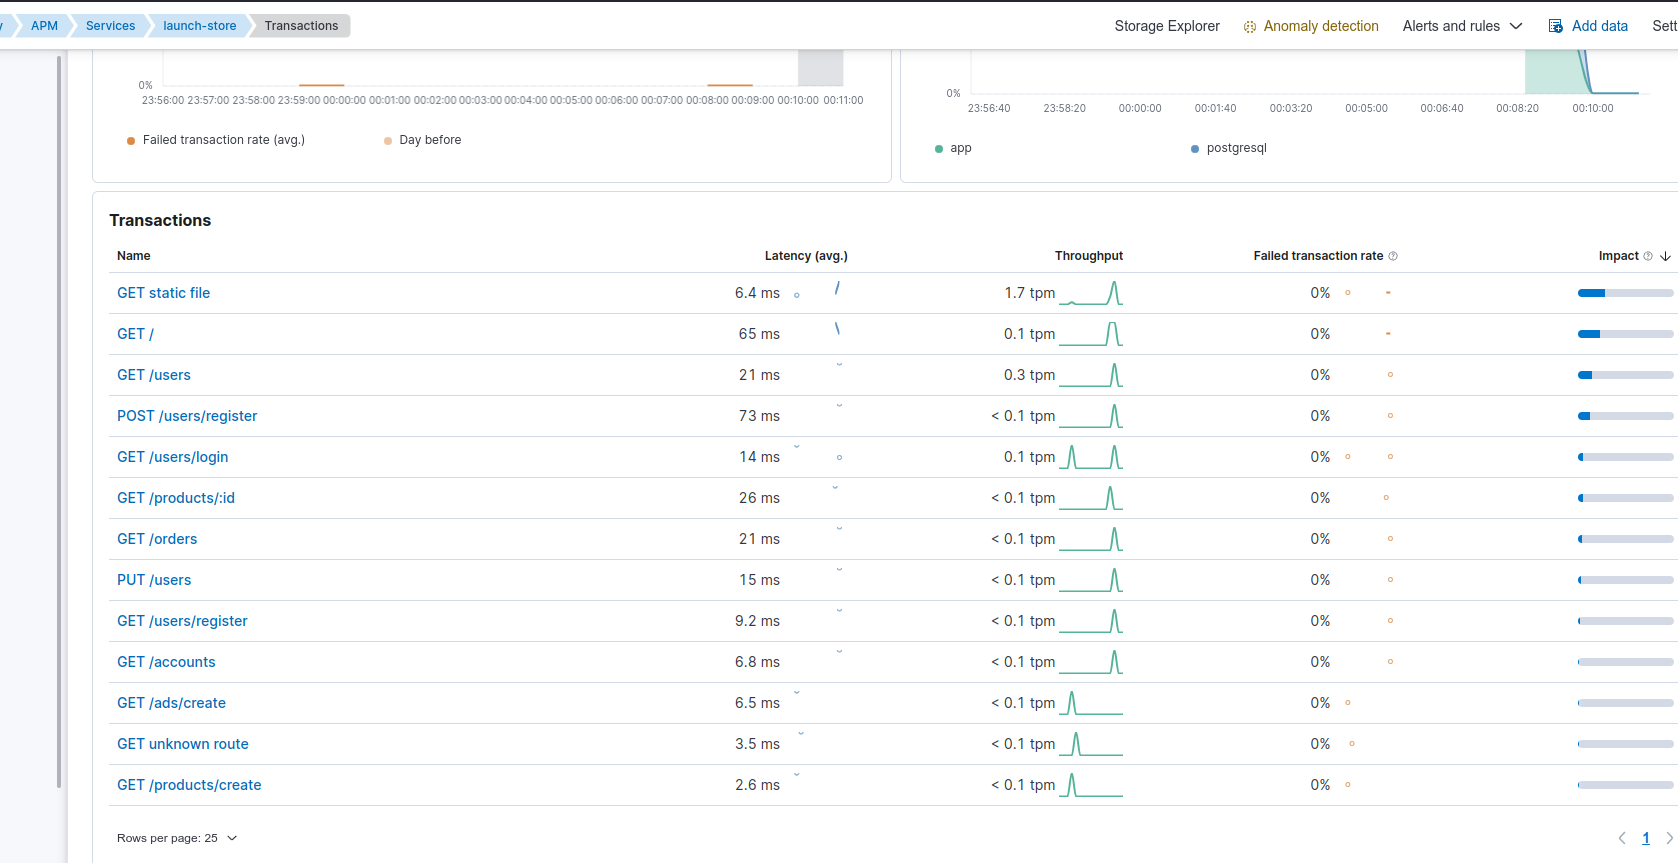 y APM Services launch-store Transactions Storage Explorer Anomaly detection Alerts and rules Add data Sett
0%
23:56:00 23:57:00 23:58:00 23:59:00 00:00:00 00:01:00 00:02:00 00:03:00 00:04:00 00:05:00 00:06:00 00:07:00 00:08:00 00:09:00 00:10:00 00:11:00
Failed transaction rate (avg.) Day before
0%
23:56:40 23:58:20 00:00:00 00:01:40 00:03:20 00:05:00 00:06:40 00:08:20 00:10:00
app postgresql
Transactions
Name Latency (avg.) Throughput Failed transaction rate Impact
GET static file 6.4 ms 1.7 tpm 0%
GET / 65 ms 0.1 tpm 0%
GET /users 21 ms 0.3 tpm 0%
POST /users/register 73 ms < 0.1 tpm 0%
GET /users/login 14 ms 0.1 tpm 0%
GET /products/:id 26 ms < 0.1 tpm 0%
GET /orders 21 ms < 0.1 tpm 0%
PUT /users 15 ms < 0.1 tpm 0%
GET /users/register 9.2 ms < 0.1 tpm 0%
GET /accounts 6.8 ms < 0.1 tpm 0%
GET /ads/create 6.5 ms < 0.1 tpm 0%
GET unknown route 3.5 ms < 0.1 tpm 0%
GET /products/create 2.6 ms < 0.1 tpm 0%
Rows per page: 25 1